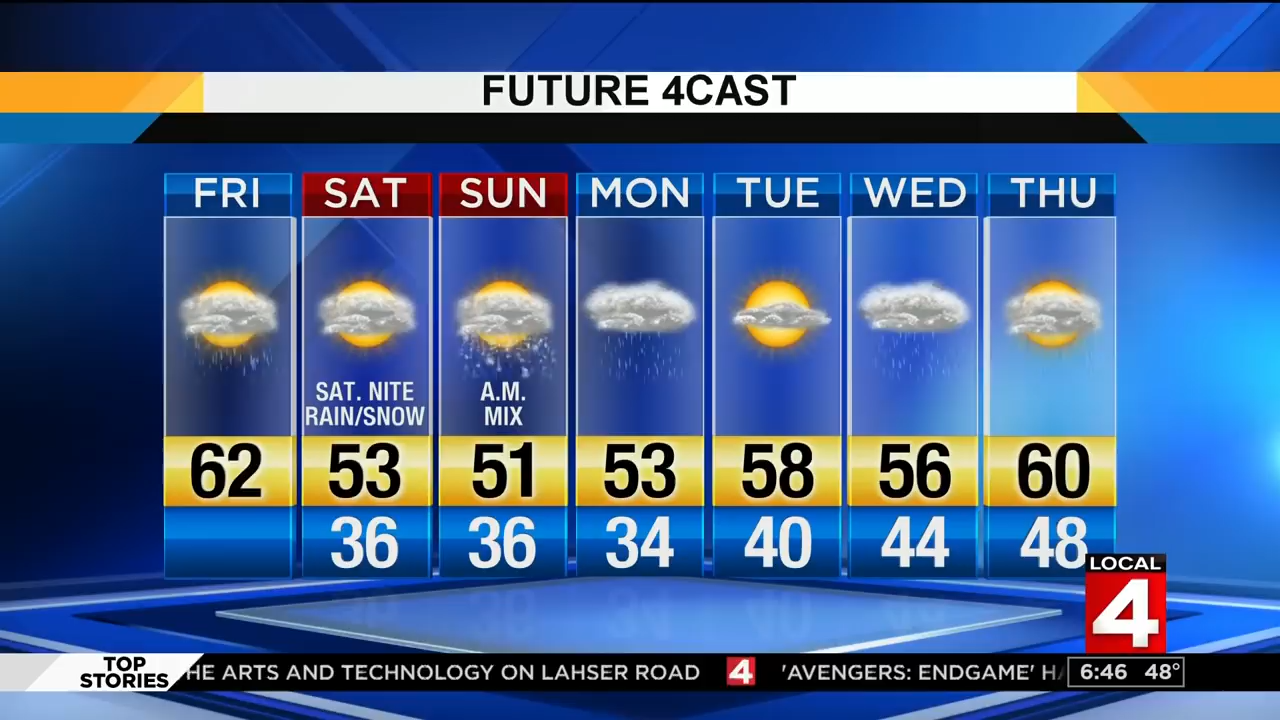 FUTURE 4CAST
FRI SAT SUN MON TUE WED THU
SAT. NITE
RAIN/SNOW
A.M.
MIX
62 53 51 53 58 56 60
36 36 34 40 44 48
LOCAL
4
TOP
STORIES
HE ARTS AND TECHNOLOGY ON LAHSER ROAD 4 'AVENGERS: ENDGAME' HA
6:46 48°